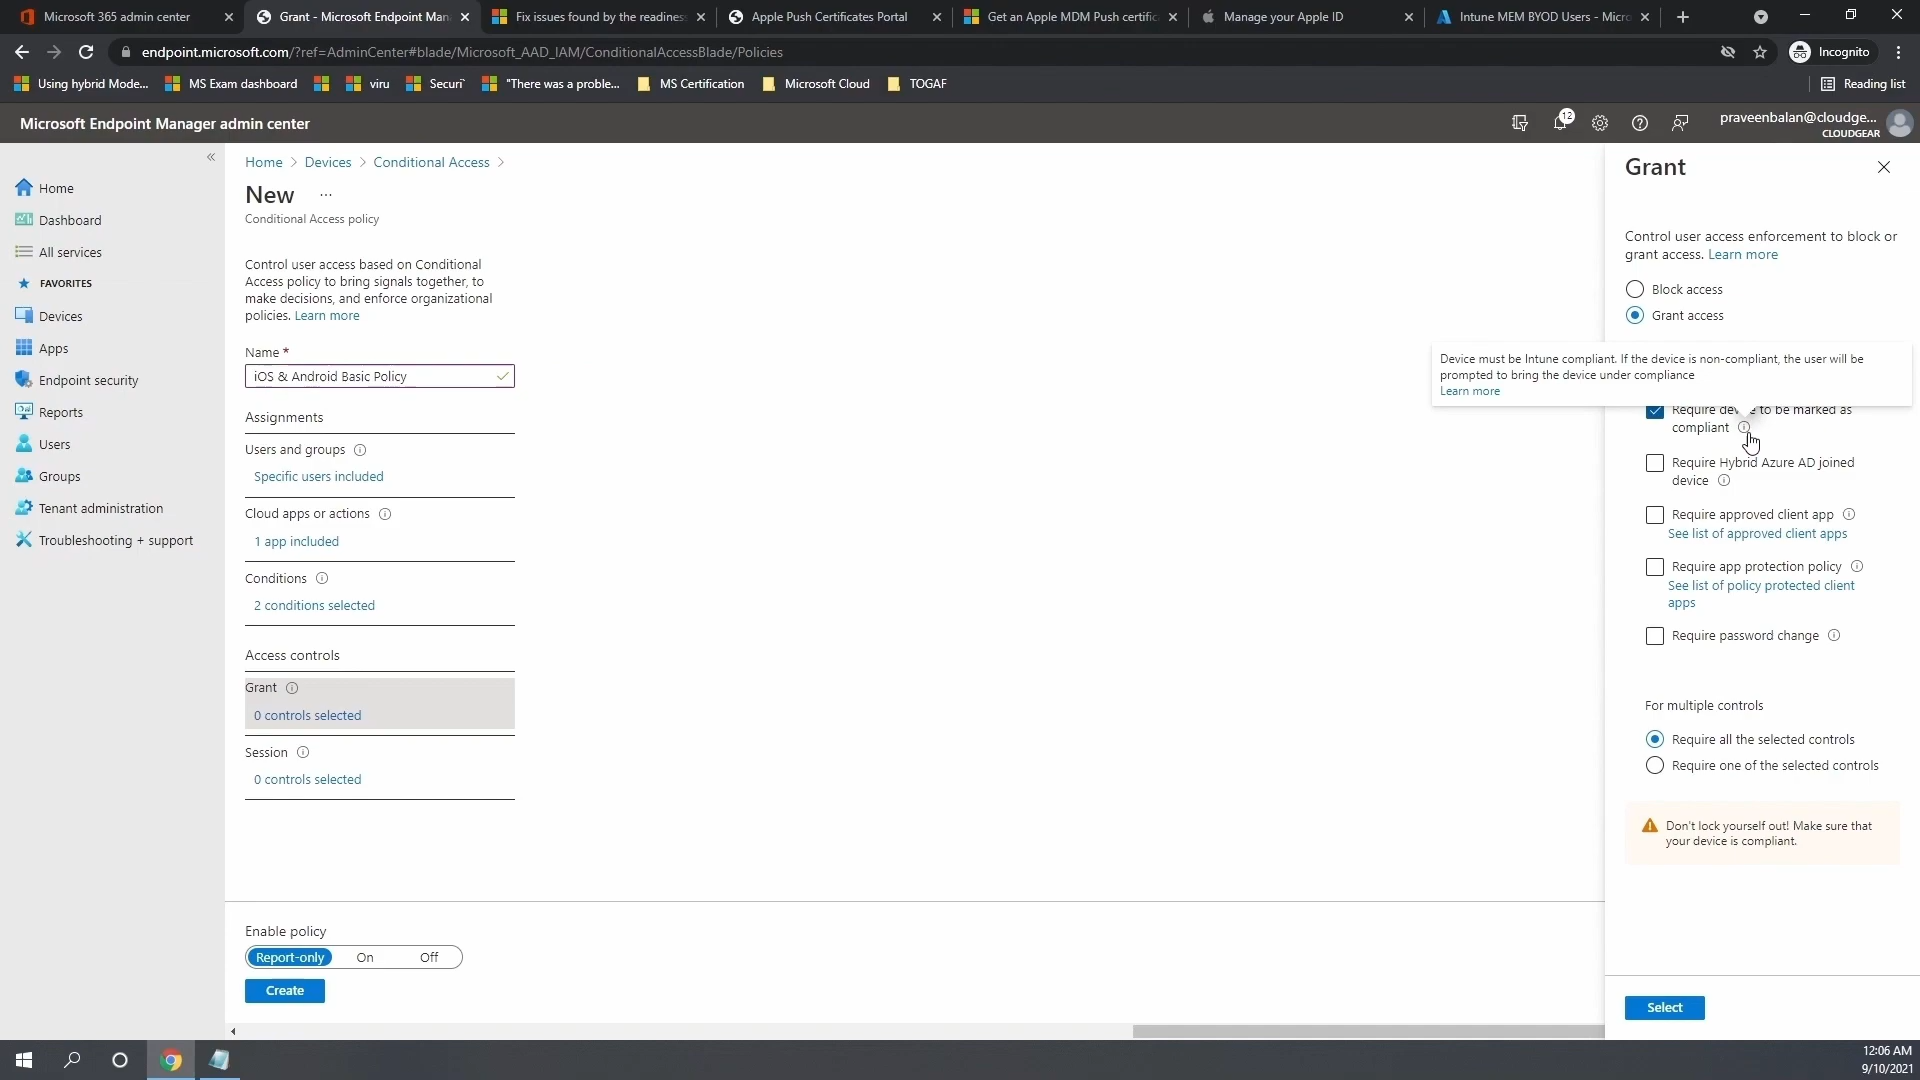 Microsoft 365 admin center
Grant - Microsoft Endpoint Man
Fix issues found by the readiness
Apple Push Certificates Portal
Get an Apple MDM Push certific
Manage your Apple ID
Intune MEM BYOD Users - Micro
endpoint.microsoft.com/?ref=AdminCenter#blade/Microsoft_AAD_IAM/ConditionalAccessBlade/Policies
Incognito
Using hybrid Mode...
MS Exam dashboard
viru
Securi
"There was a proble...
MS Certification
Microsoft Cloud
TOGAF
Reading list
Microsoft Endpoint Manager admin center
12
praveenbalan@cloudge...
CLOUDGEAR
Home
Dashboard
All services
FAVORITES
Devices
Apps
Endpoint security
Reports
Users
Groups
Tenant administration
Troubleshooting + support
Home > Devices > Conditional Access >
New ...
Conditional Access policy
Control user access based on Conditional
Access policy to bring signals together, to
make decisions, and enforce organizational
policies. Learn more
Name *
iOS & Android Basic Policy
Assignments
Users and groups
Specific users included
Cloud apps or actions
1 app included
Conditions
2 conditions selected
Access controls
Grant
0 controls selected
Session
0 controls selected
Enable policy
Report-only On Off
Create
Grant
Control user access enforcement to block or
grant access. Learn more
Block access
Grant access
Device must be Intune compliant. If the device is non-compliant, the user will be
prompted to bring the device under compliance
Learn more
Require device to be marked as
compliant
Require Hybrid Azure AD joined
device
Require approved client app
See list of approved client apps
Require app protection policy
See list of policy protected client
apps
Require password change
For multiple controls
Require all the selected controls
Require one of the selected controls
Don't lock yourself out! Make sure that
your device is compliant.
Select
12:06 AM
9/10/2021